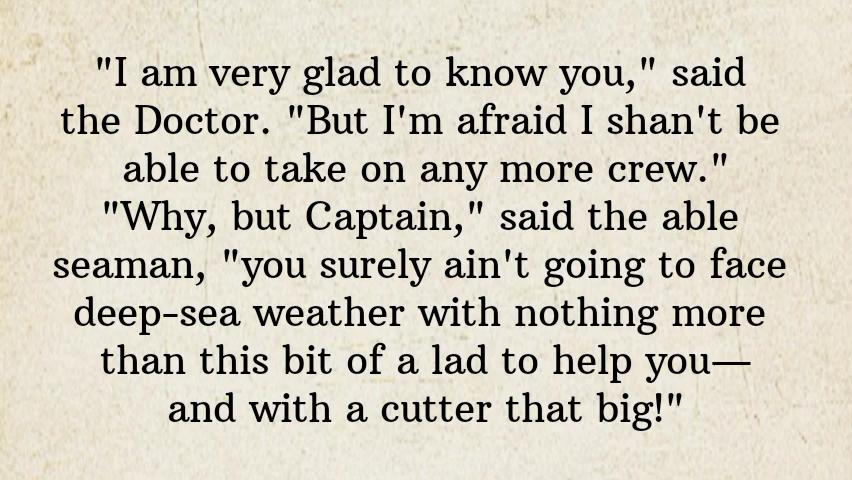 "I am very glad to know you," said
the Doctor. "But I'm afraid I shan't be
able to take on any more crew."
"Why, but Captain," said the able
seaman, "you surely ain't going to face
deep-sea weather with nothing more
than this bit of a lad to help you—
and with a cutter that big!"